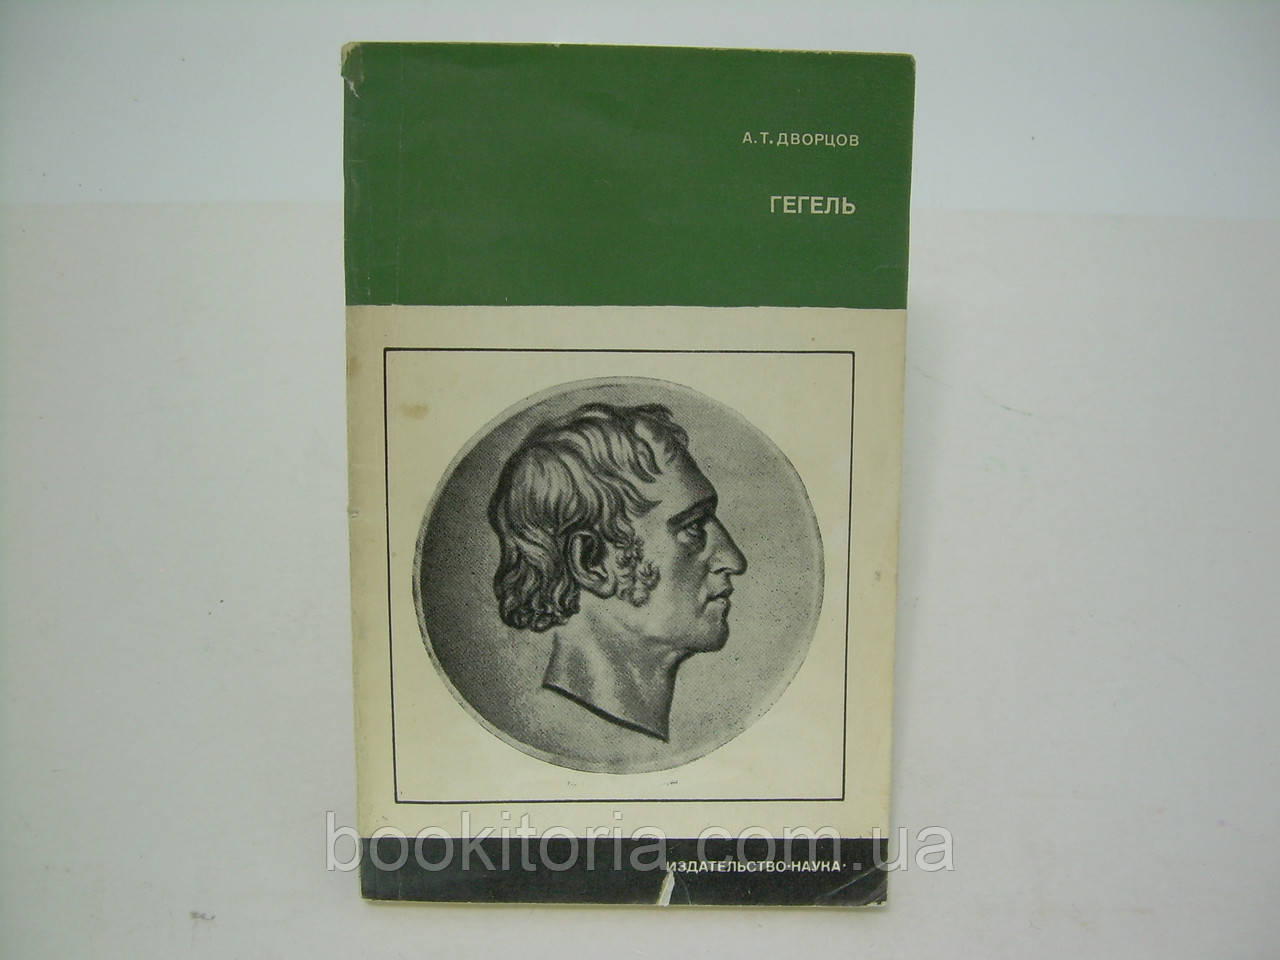 А.Т. ДВОРЦОВ
ГЕГЕЛЬ
bookitoria.com.ua
ИЗДАТЕЛЬСТВО·НАУКА·